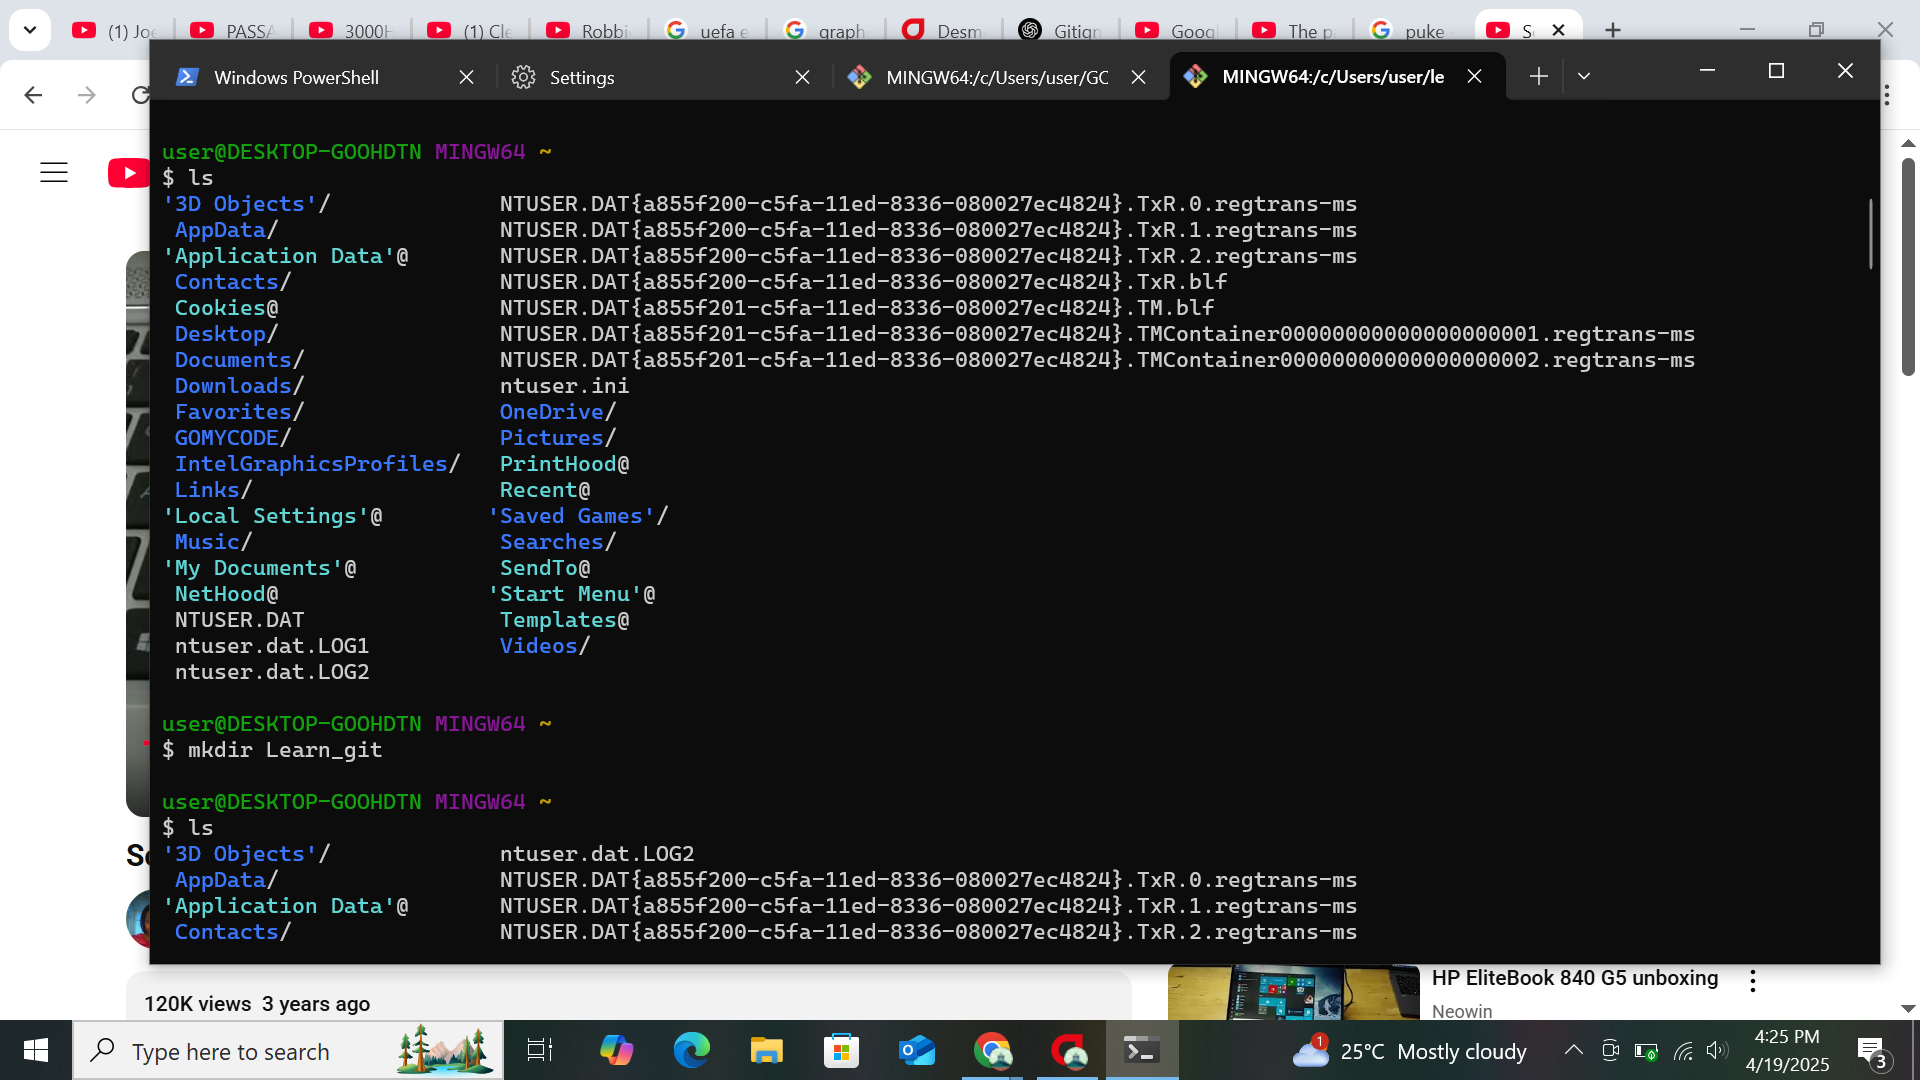 (1) Joe
PASSA
3000H
(1) Cle
Robbi
uefa e
graph
Desm
Gitign
Goog
The p
puke
Windows PowerShell
Settings
MINGW64:/c/Users/user/GC
MINGW64:/c/Users/user/le
user@DESKTOP-GOOHDTN MINGW64 ~
$ ls
'3D Objects'/ NTUSER.DAT{a855f200-c5fa-11ed-8336-080027ec4824}.TxR.0.regtrans-ms
AppData/ NTUSER.DAT{a855f200-c5fa-11ed-8336-080027ec4824}.TxR.1.regtrans-ms
'Application Data'@ NTUSER.DAT{a855f200-c5fa-11ed-8336-080027ec4824}.TxR.2.regtrans-ms
Contacts/ NTUSER.DAT{a855f200-c5fa-11ed-8336-080027ec4824}.TxR.blf
Cookies@ NTUSER.DAT{a855f201-c5fa-11ed-8336-080027ec4824}.TM.blf
Desktop/ NTUSER.DAT{a855f201-c5fa-11ed-8336-080027ec4824}.TMContainer00000000000000000001.regtrans-ms
Documents/ NTUSER.DAT{a855f201-c5fa-11ed-8336-080027ec4824}.TMContainer00000000000000000002.regtrans-ms
Downloads/ ntuser.ini
Favorites/ OneDrive/
GOMYCODE/ Pictures/
IntelGraphicsProfiles/ PrintHood@
Links/ Recent@
'Local Settings'@ 'Saved Games'/
Music/ Searches/
'My Documents'@ SendTo@
NetHood@ 'Start Menu'@
NTUSER.DAT Templates@
ntuser.dat.LOG1 Videos/
ntuser.dat.LOG2
user@DESKTOP-GOOHDTN MINGW64 ~
$ mkdir Learn_git
user@DESKTOP-GOOHDTN MINGW64 ~
$ ls
'3D Objects'/ ntuser.dat.LOG2
AppData/ NTUSER.DAT{a855f200-c5fa-11ed-8336-080027ec4824}.TxR.0.regtrans-ms
'Application Data'@ NTUSER.DAT{a855f200-c5fa-11ed-8336-080027ec4824}.TxR.1.regtrans-ms
Contacts/ NTUSER.DAT{a855f200-c5fa-11ed-8336-080027ec4824}.TxR.2.regtrans-ms
120K views 3 years ago
HP EliteBook 840 G5 unboxing
Neowin
Type here to search
1
25°C Mostly cloudy
4:25 PM
4/19/2025
3